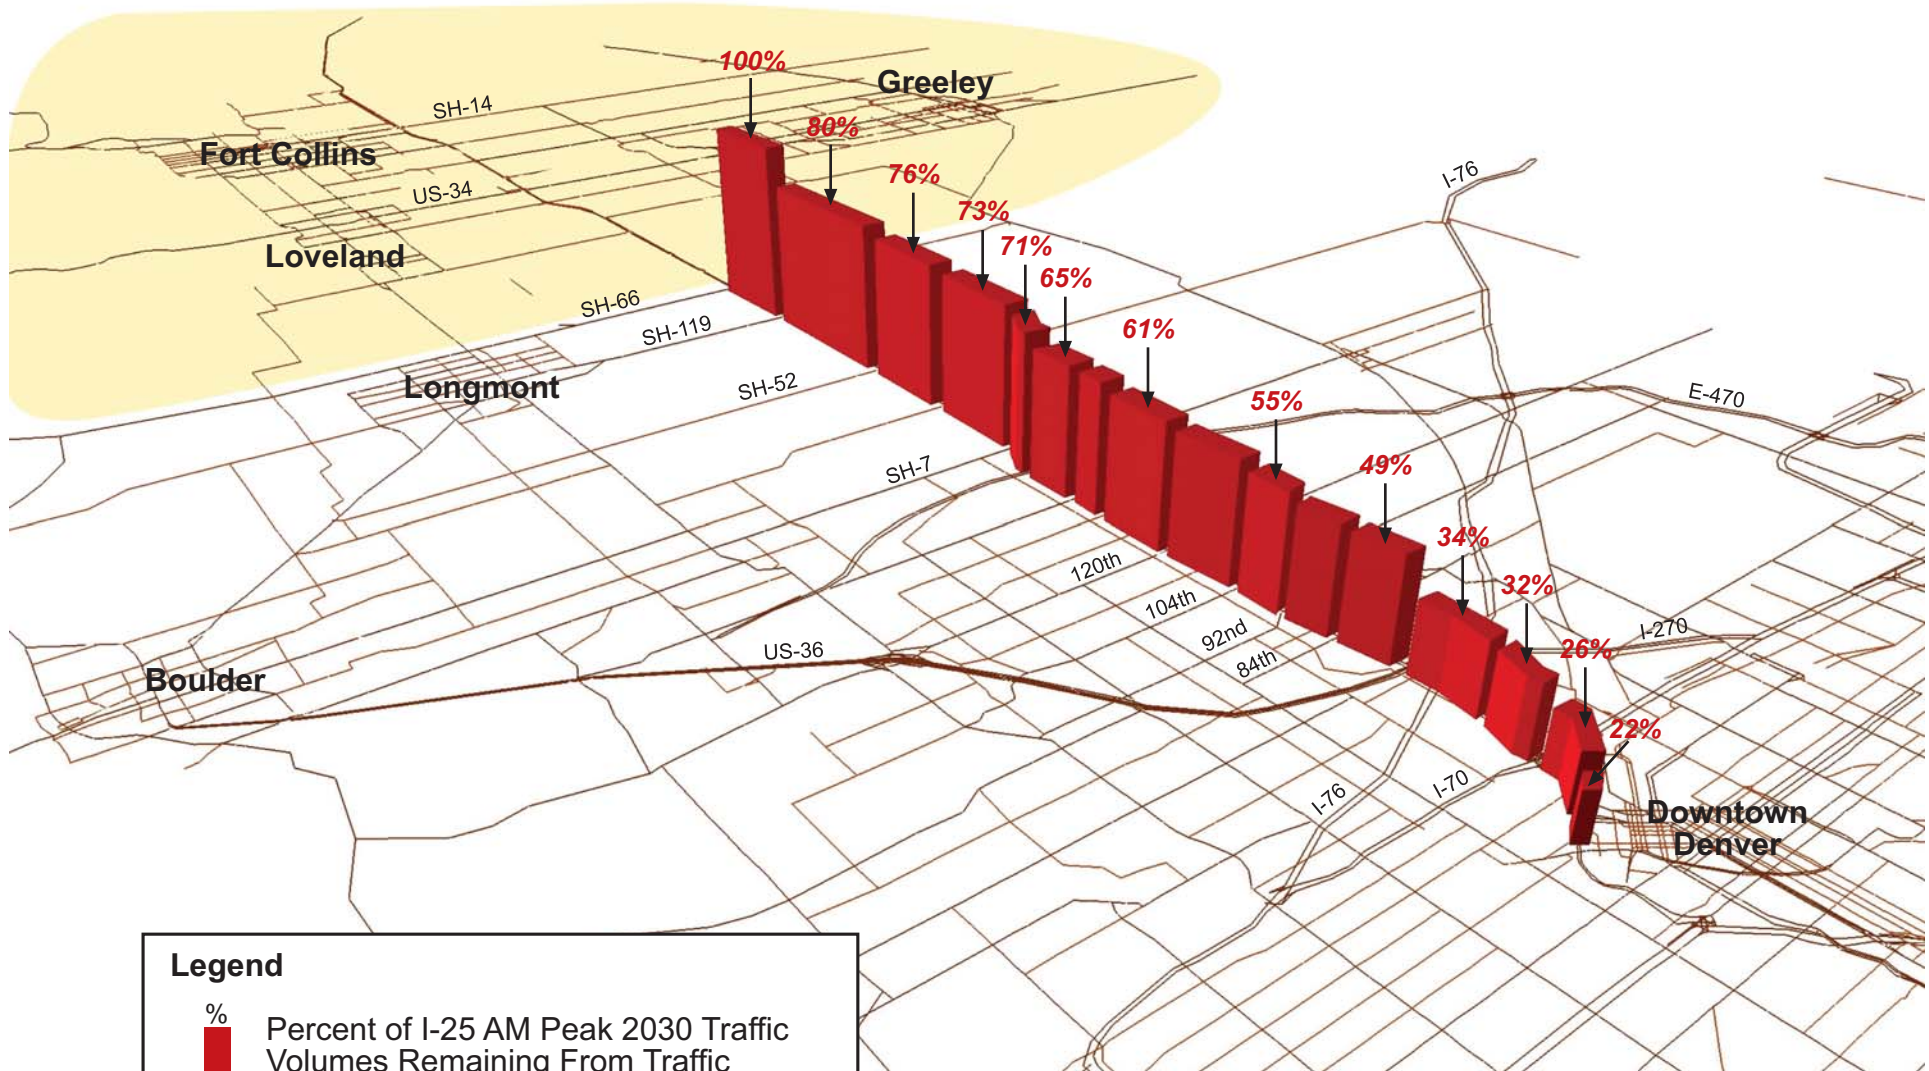 100%
Greeley
SH-14
80%
Fort Collins
76%
I-76
US-34
73%
71%
Loveland
65%
SH-66
SH-119
61%
Longmont
SH-52
E-470
55%
SH-7
49%
34%
120th
32%
104th
92nd
I-270
US-36
84th
26%
Boulder
22%
I-76
I-70
Downtown
Denver
Legend
%
Percent of I-25 AM Peak 2030 Traffic
Volumes Remaining From Traffic